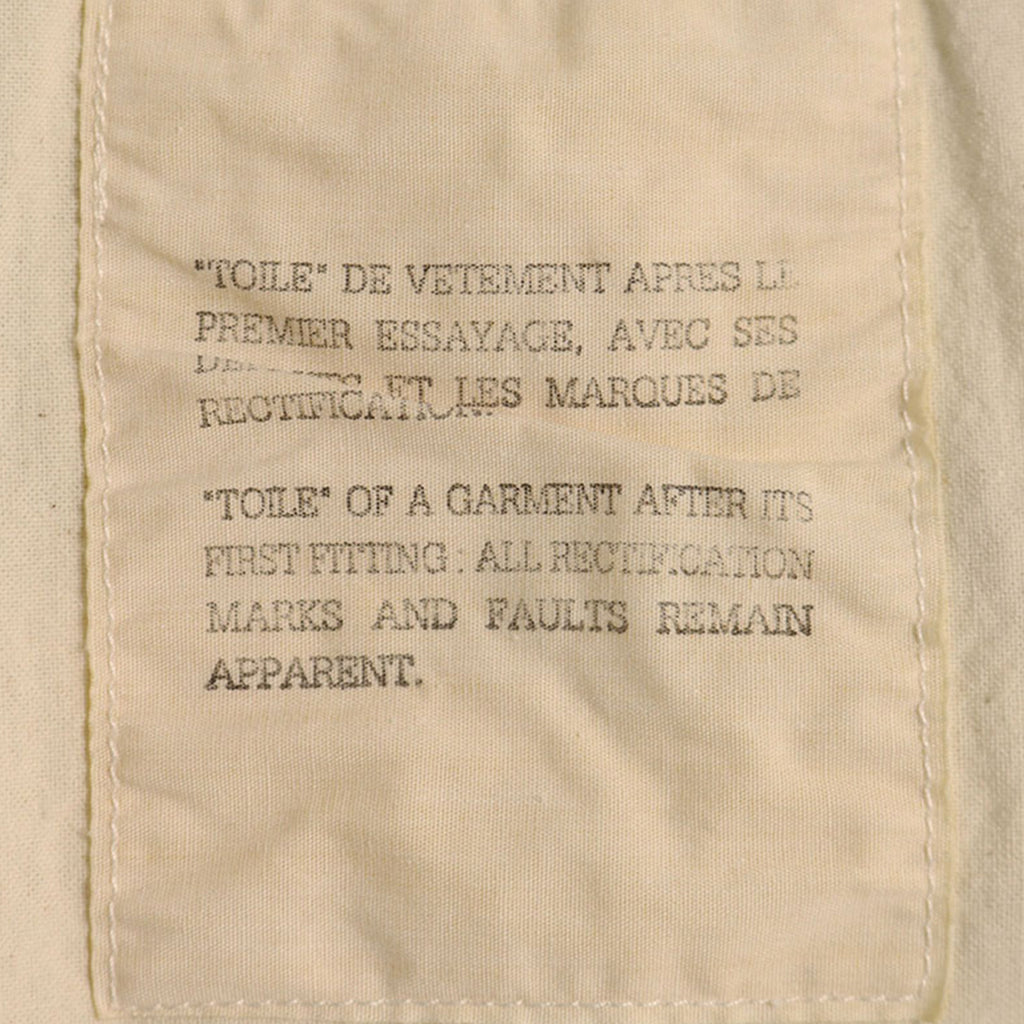 "TOILE" DE VETEMENT APRES LE
PREMIER ESSAYAGE, AVEC SES
ET LES MARQUES DE
RECTIFICATION.
"TOILE" OF A GARMENT AFTER ITS
FIRST FITTING : ALL RECTIFICATION
MARKS AND FAULTS REMAIN
APPARENT.